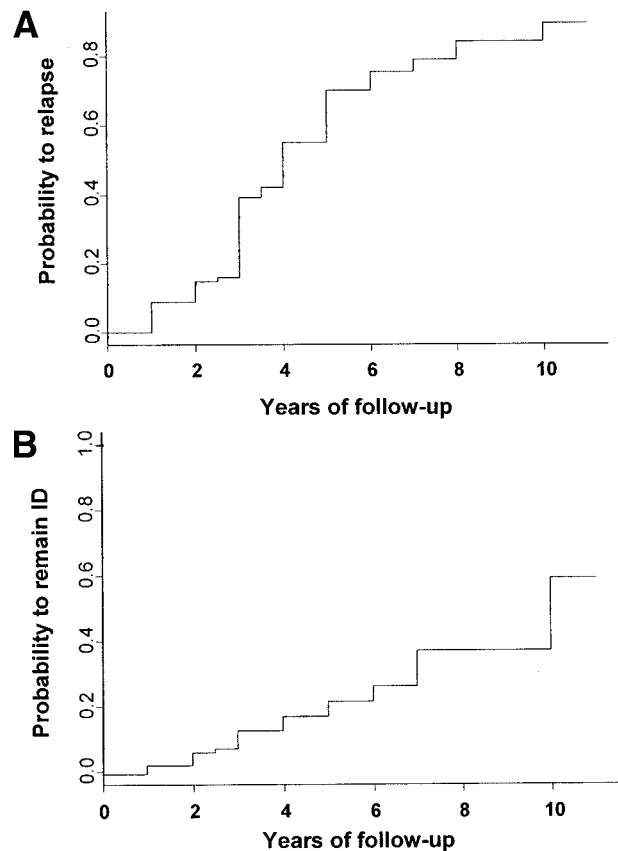 A
Probability to relapse
0.8
0.6
0.4
0.2
0.0
0 2 4 6 8 10
Years of follow-up
B
Probability to remain ID
1.0
0.8
0.6
0.4
0.2
0.0
0 2 4 6 8 10
Years of follow-up